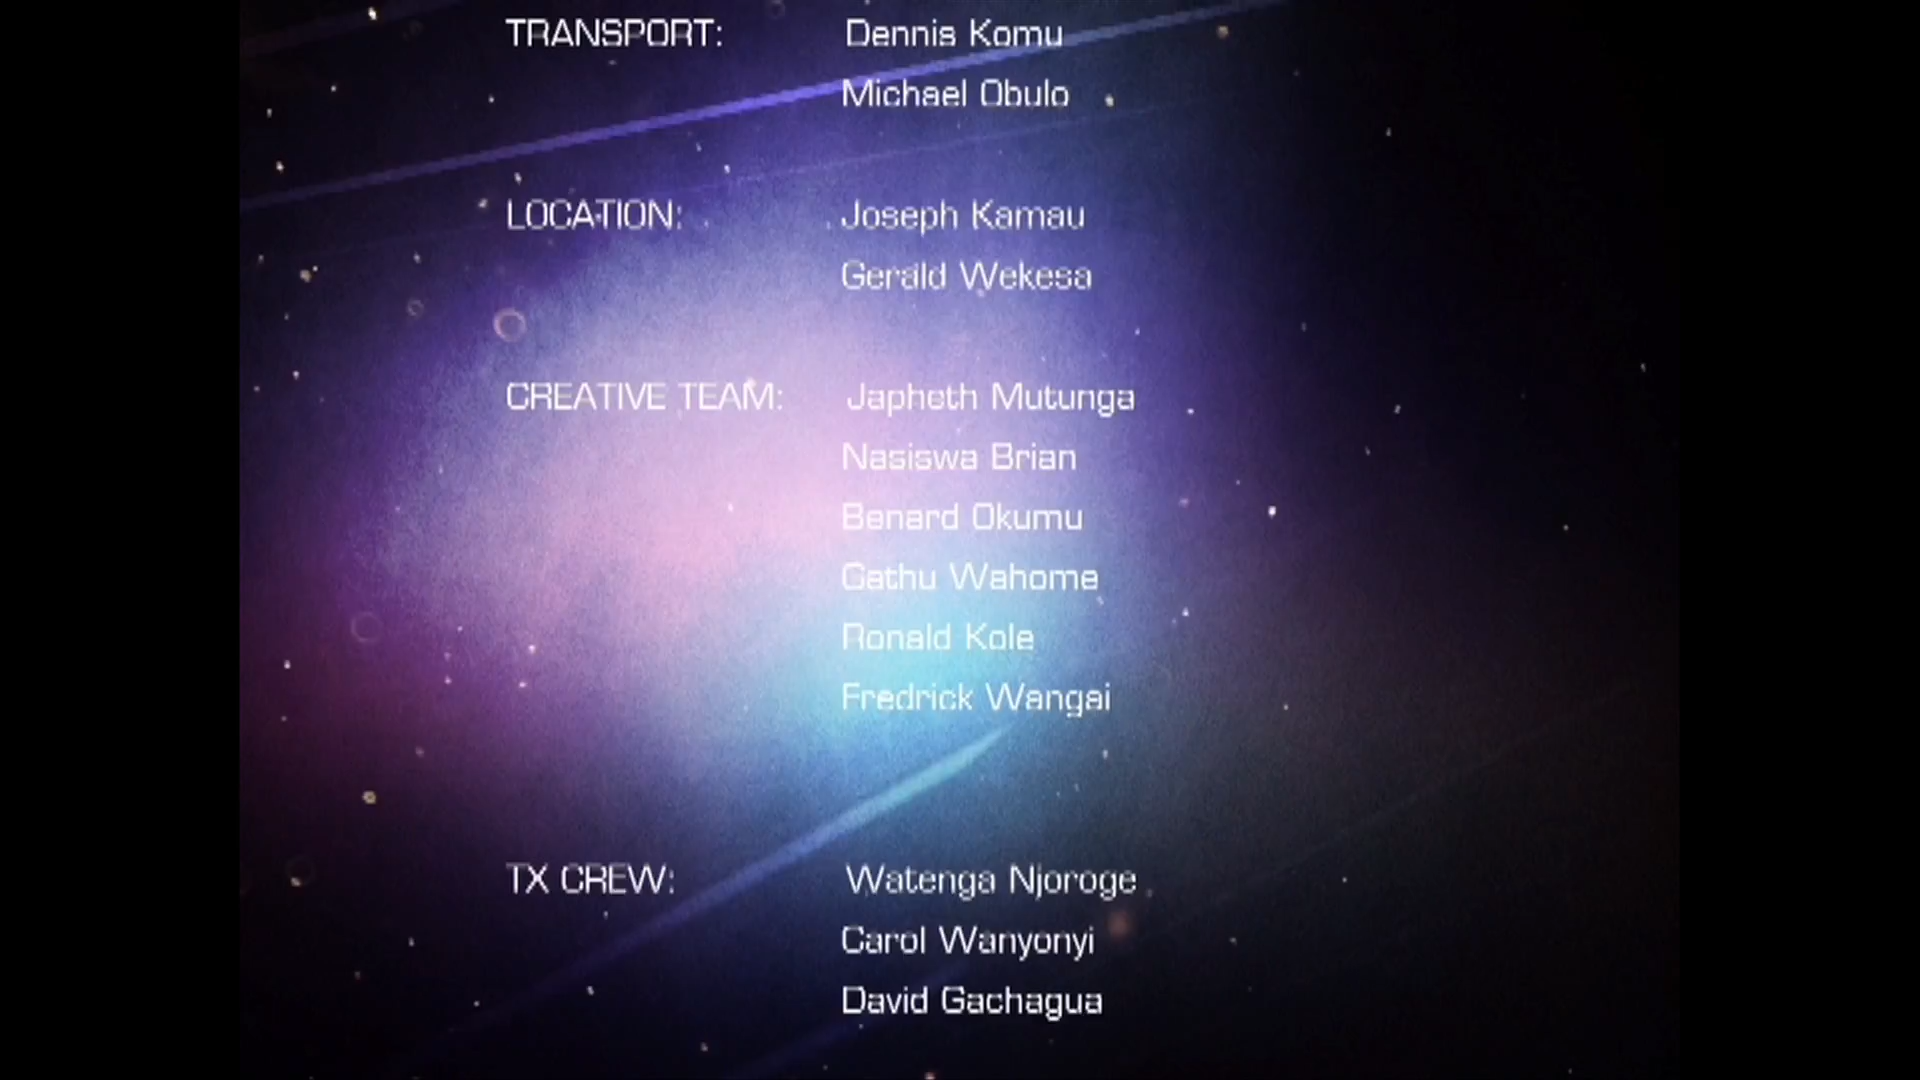 TRANSPORT: Dennis Komu
Michael Obulo
LOCATION: Joseph Kamau
Gerald Wekesa
CREATIVE TEAM: Japheth Mutunga
Nasiswa Brian
Benard Okumu
Gathu Wahome
Ronald Kole
Fredrick Wangai
TX CREW: Watenga Njoroge
Carol Wanyonyi
David Gachagua